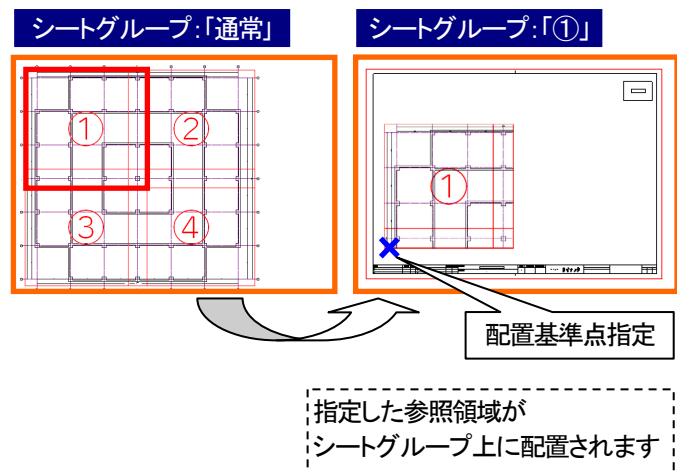 シートグループ:「通常」
シートグループ:「①」
①
②
③
④
①
配置基準点指定
指定した参照領域が
シートグループ上に配置されます